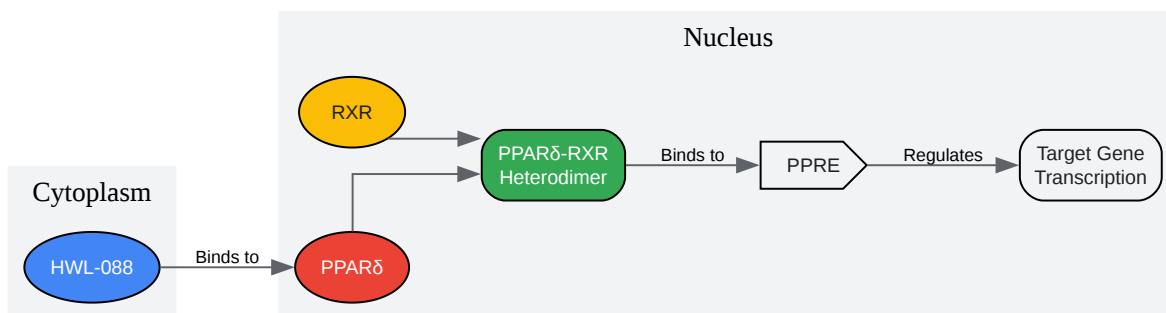 Nucleus
RXR
PPARδ-RXR
Heterodimer
Binds to
PPRE
Regulates
Target Gene
Transcription
Cytoplasm
HWL-088
Binds to
PPARδ